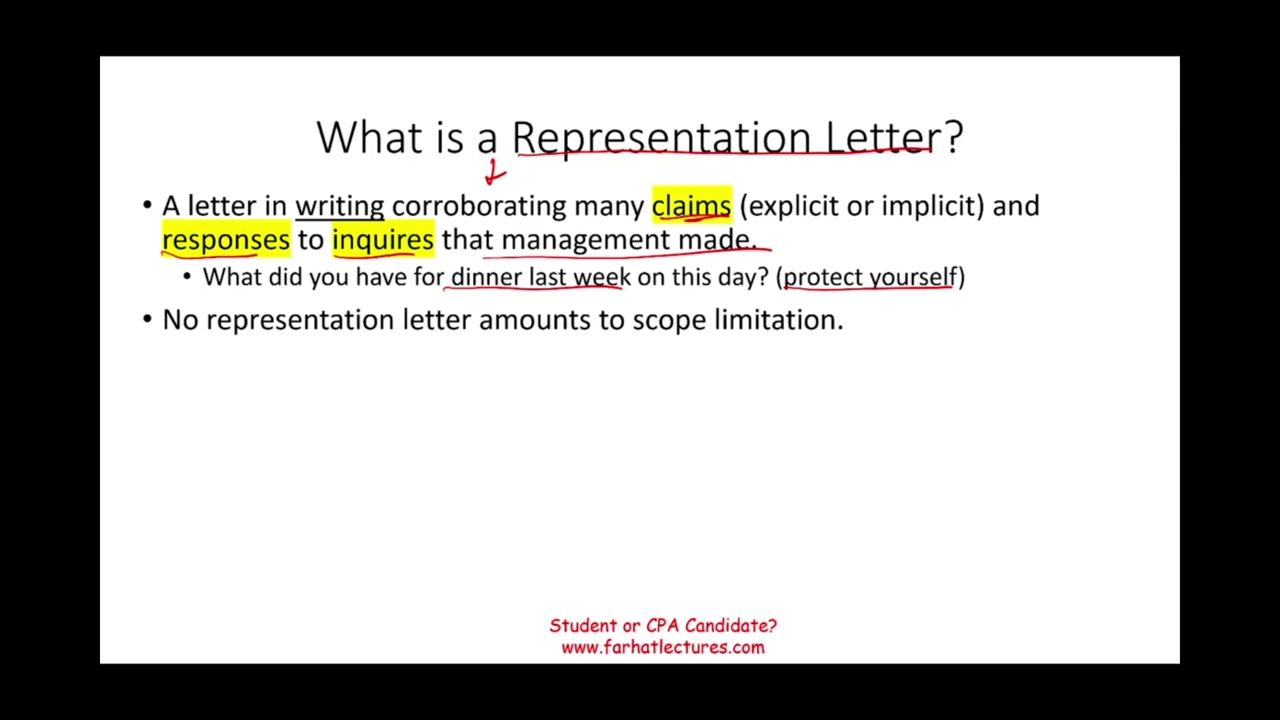 What is a Representation Letter?
• A letter in writing corroborating many claims (explicit or implicit) and
responses to inquires that management made.
• What did you have for dinner last week on this day? (protect yourself)
• No representation letter amounts to scope limitation.
Student or CPA Candidate?
www.farhatlectures.com